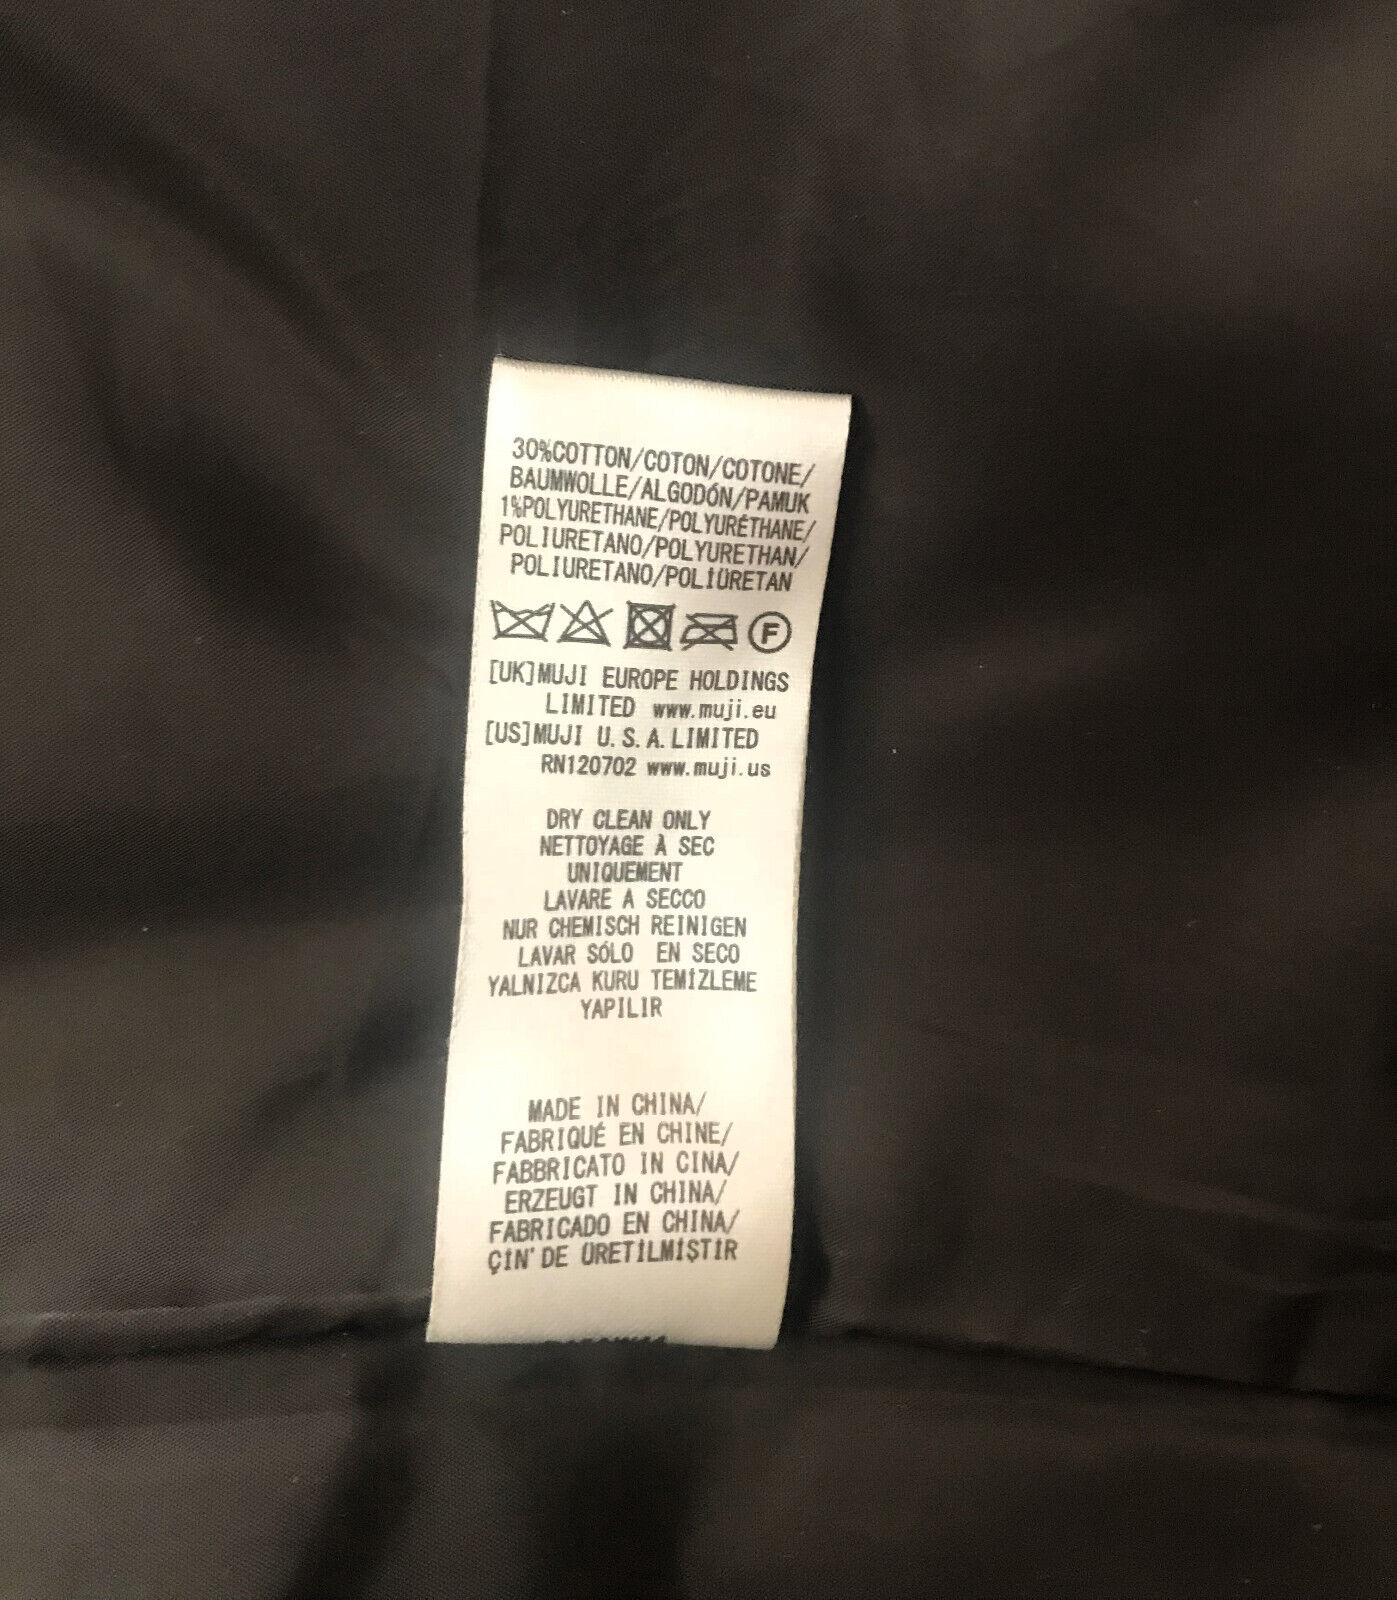 30%COTTON/COTON/COTONE/
BAUMWOLLE/ALGODÓN/PAMUK
1%POLYURETHANE/POLYURÉTHANE/
POLIURETANO/POLYURETHAN/
POLIURETANO/POLİÜRETAN
F
[UK]MUJI EUROPE HOLDINGS
LIMITED www.muji.eu
[US]MUJI U.S.A.LIMITED
RN120702 www.muji.us
DRY CLEAN ONLY
NETTOYAGE À SEC
UNIQUEMENT
LAVARE A SECCO
NUR CHEMISCH REINIGEN
LAVAR SÓLO EN SECO
YALNIZCA KURU TEMİZLEME
YAPILIR
MADE IN CHINA/
FABRIQUÉ EN CHINE/
FABBRICATO IN CINA/
ERZEUGT IN CHINA/
FABRICADO EN CHINA/
ÇİN'DE ÜRETİLMİŞTİR